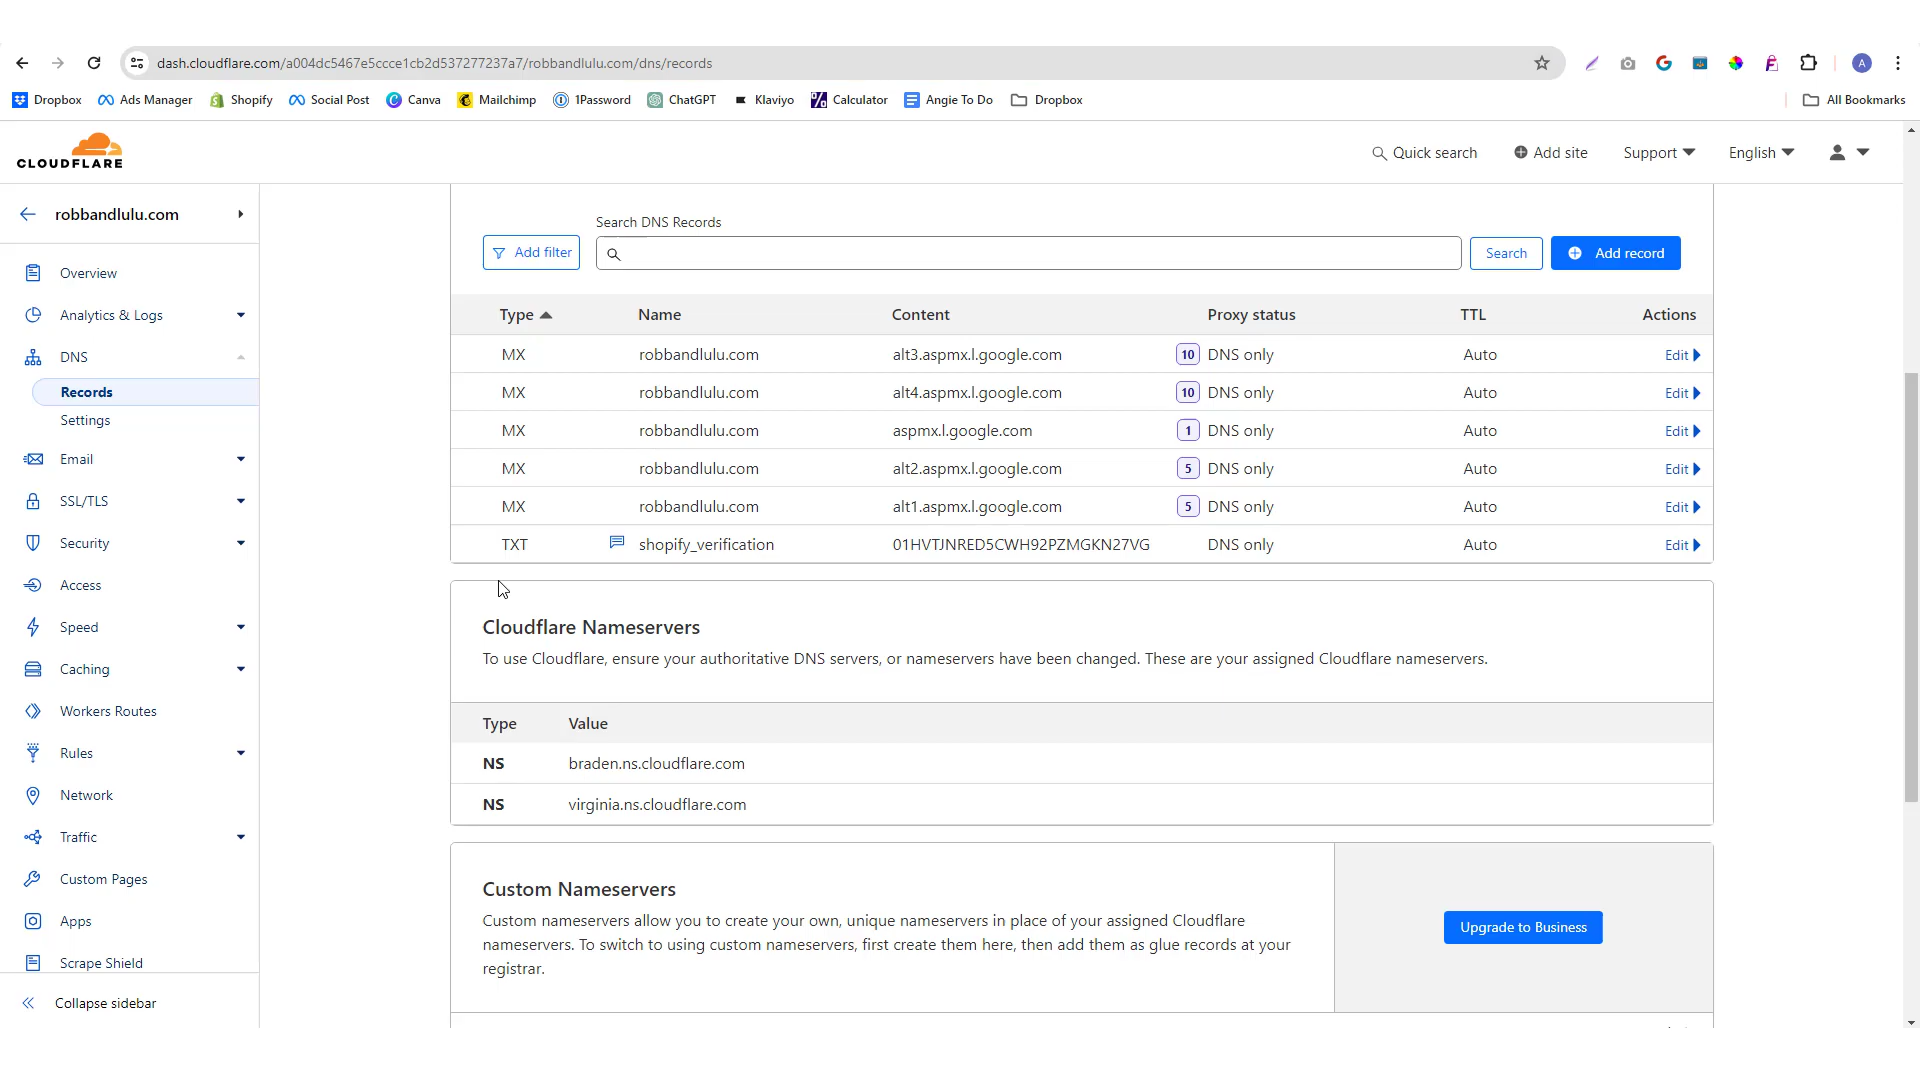 dash.cloudflare.com/a004dc5467e5ccce1cb2d537277237a7/robbandlulu.com/dns/records
A
Dropbox
Ads Manager
Shopify
Social Post
Canva
Mailchimp
1Password
ChatGPT
Klaviyo
Calculator
Angie To Do
Dropbox
All Bookmarks
CLOUDFLARE
Quick search
Add site
Support
English
robbandlulu.com
Overview
Analytics & Logs
DNS
Records
Settings
Email
SSL/TLS
Security
Access
Speed
Caching
Workers Routes
Rules
Network
Traffic
Custom Pages
Apps
Scrape Shield
Collapse sidebar
Search DNS Records
Add filter
Search
Add record
Type Name Content Proxy status TTL Actions
MX robbandlulu.com alt3.aspmx.l.google.com 10 DNS only Auto Edit
MX robbandlulu.com alt4.aspmx.l.google.com 10 DNS only Auto Edit
MX robbandlulu.com aspmx.l.google.com 1 DNS only Auto Edit
MX robbandlulu.com alt2.aspmx.l.google.com 5 DNS only Auto Edit
MX robbandlulu.com alt1.aspmx.l.google.com 5 DNS only Auto Edit
TXT shopify_verification 01HVTJNRED5CWH92PZMGKN27VG DNS only Auto Edit
Cloudflare Nameservers
To use Cloudflare, ensure your authoritative DNS servers, or nameservers have been changed. These are your assigned Cloudflare nameservers.
Type Value
NS braden.ns.cloudflare.com
NS virginia.ns.cloudflare.com
Custom Nameservers
Custom nameservers allow you to create your own, unique nameservers in place of your assigned Cloudflare
nameservers. To switch to using custom nameservers, first create them here, then add them as glue records at your
registrar.
Upgrade to Business